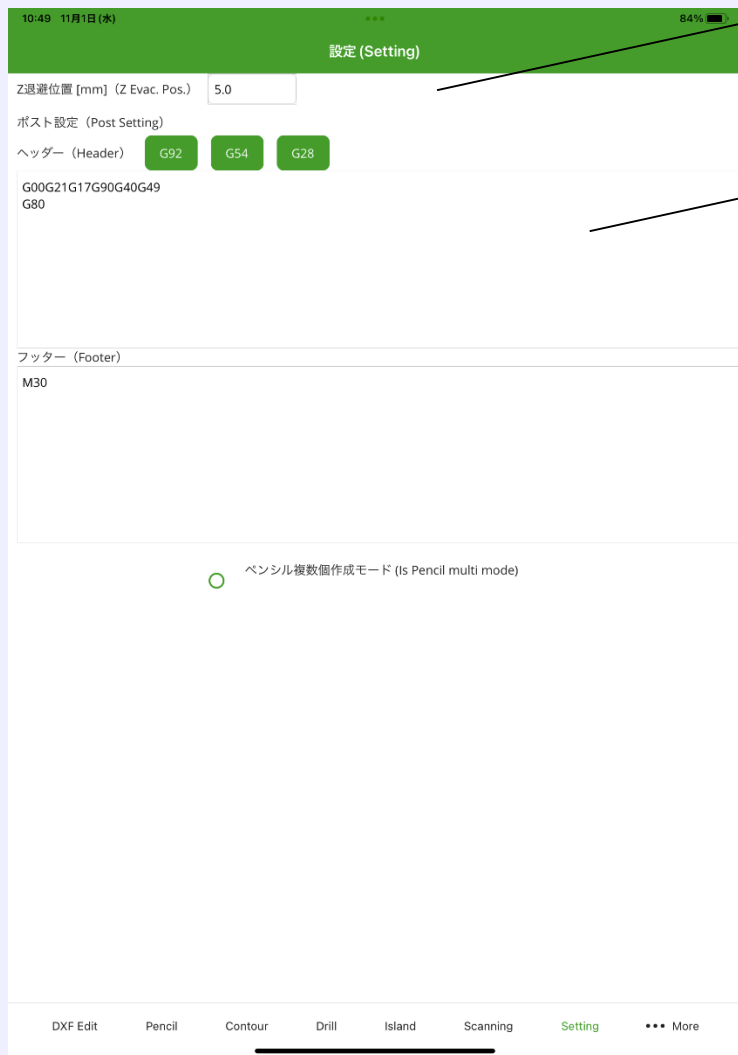 10:49 11月1日(水) 84%
設定 (Setting)
Z退避位置 [mm]（Z Evac. Pos.） 5.0
ポスト設定（Post Setting）
ヘッダー（Header） G92 G54 G28
G00G21G17G90G40G49
G80
フッター（Footer）
M30
ペンシル複数個作成モード (Is Pencil multi mode)
DXF Edit Pencil Contour Drill Island Scanning Setting ••• More